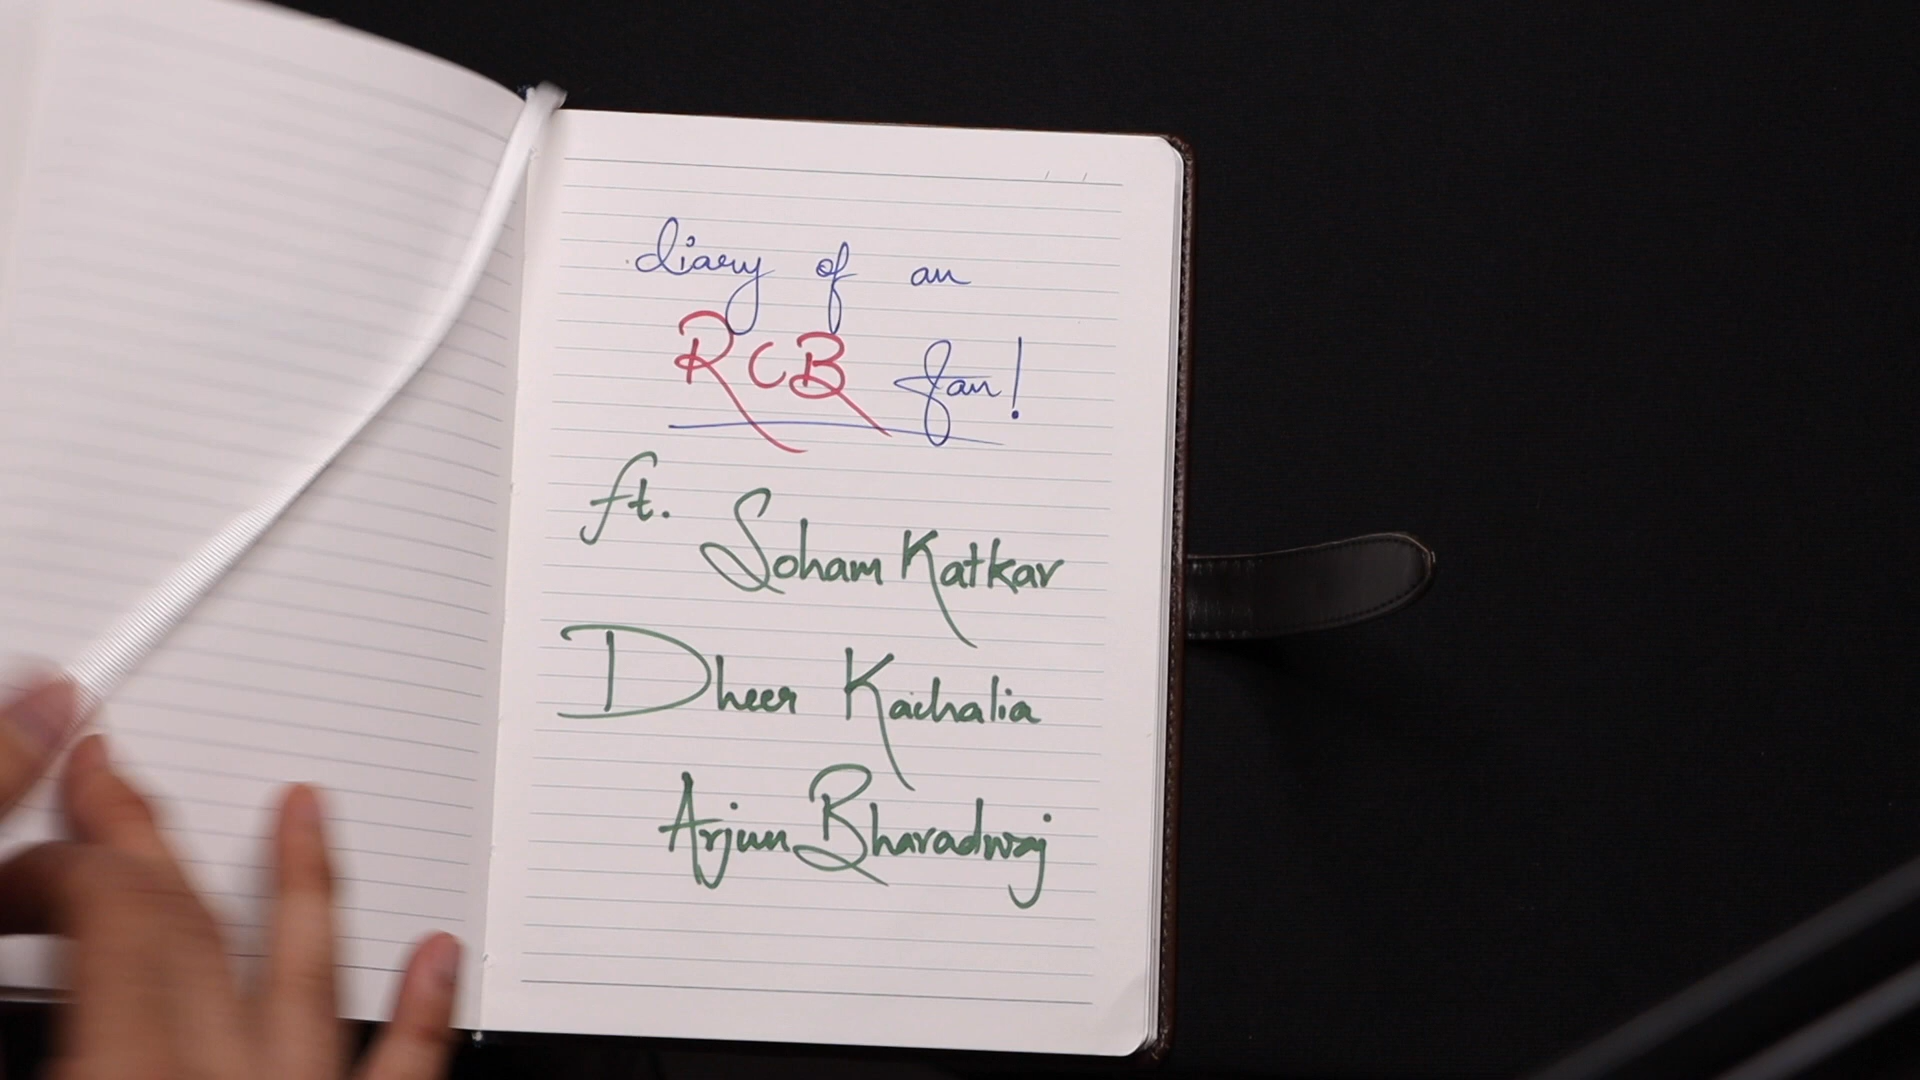 diary of an
RCB fan!
ft. Soham Katkar
Dheer Kachalia
Arjun Bharadwaj